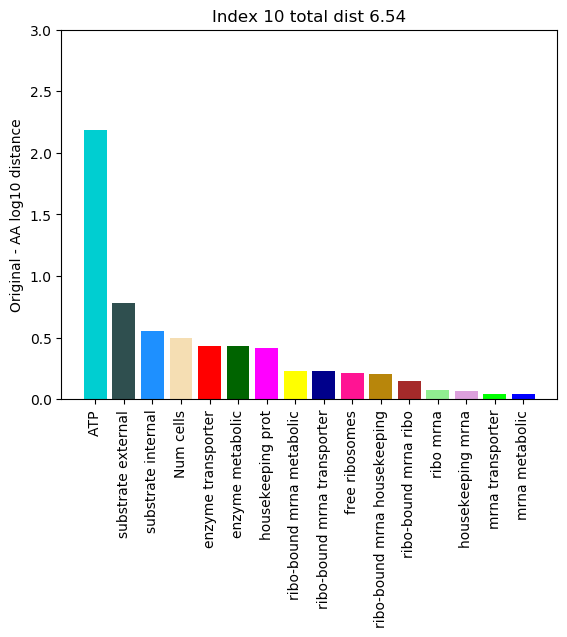 Index 10 total dist 6.54
Original - AA log10 distance
3.0
2.5
2.0
1.5
1.0
0.5
0.0
ATP
substrate external
substrate internal
Num cells
enzyme transporter
enzyme metabolic
housekeeping prot
ribo-bound mrna metabolic
ribo-bound mrna transporter
free ribosomes
ribo-bound mrna housekeeping
ribo-bound mrna ribo
ribo mrna
housekeeping mrna
mrna transporter
mrna metabolic